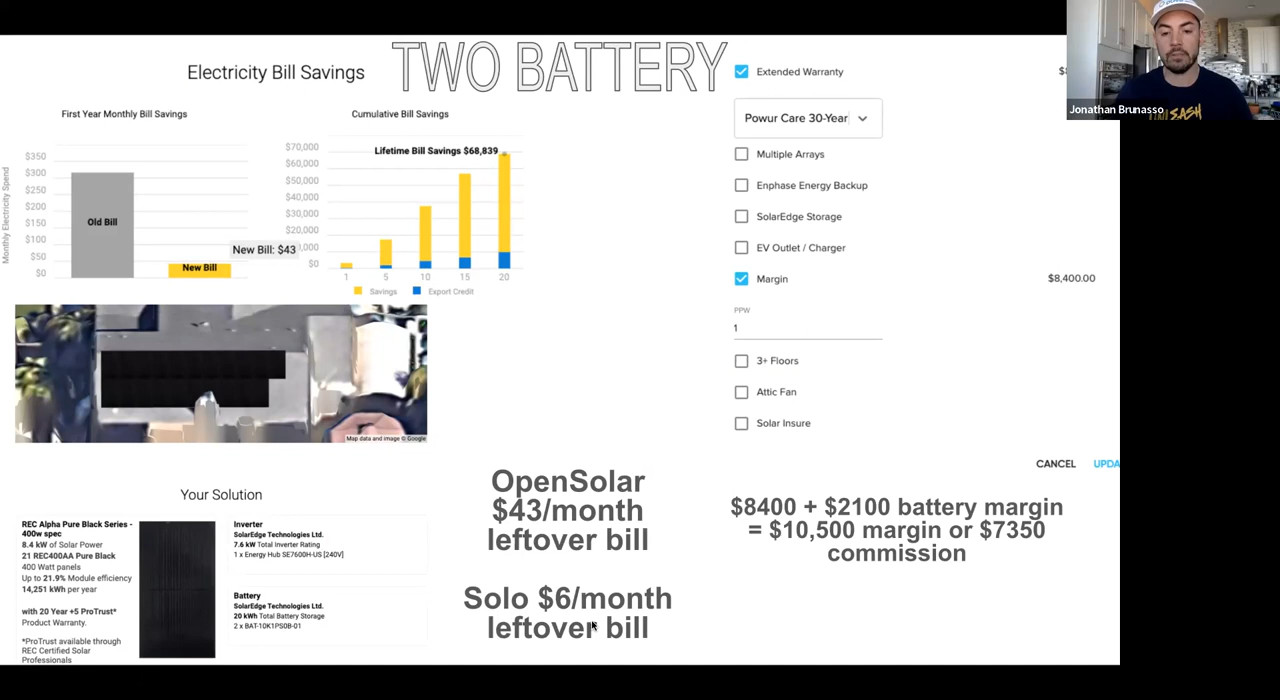 TWO BATTERY
Electricity Bill Savings
First Year Monthly Bill Savings
Monthly Electricity Spend
$350
$300
$250
$200
$150
$100
$50
$0
Old Bill
New Bill
New Bill: $43
Cumulative Bill Savings
Lifetime Bill Savings $68,839
$70,000
$60,000
$50,000
$40,000
$30,000
$20,000
,000
$0
1 5 10 15 20
Savings Export Credit
Map data and image © Google
Your Solution
REC Alpha Pure Black Series -
400w spec
8.4 kW of Solar Power
21 REC400AA Pure Black
400 Watt panels
Up to 21.9% Module efficiency
14,251 kWh per year
with 20 Year +5 ProTrust*
Product Warranty.
*ProTrust available through
REC Certified Solar
Professionals
Inverter
SolarEdge Technologies Ltd.
7.6 kW Total Inverter Rating
1 x Energy Hub SE7600H-US [240V]
Battery
SolarEdge Technologies Ltd.
20 kWh Total Battery Storage
2 x BAT-10K1PS0B-01
OpenSolar
$43/month
leftover bill
Solo $6/month
leftover bill
Extended Warranty
Powur Care 30-Year
Multiple Arrays
Enphase Energy Backup
SolarEdge Storage
EV Outlet / Charger
Margin $8,400.00
PPW
1
3+ Floors
Attic Fan
Solar Insure
CANCEL UPDA
$8400 + $2100 battery margin
= $10,500 margin or $7350
commission
Jonathan Brunasso